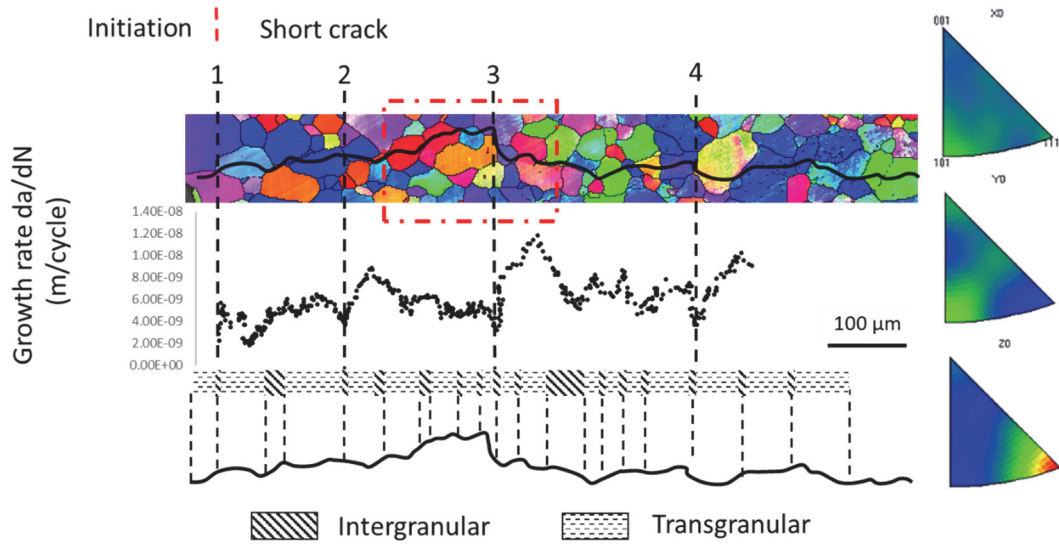 Initiation
Short crack
1
2
3
4
Growth rate da/dN
(m/cycle)
1.40E-08
1.20E-08
1.00E-08
8.00E-09
6.00E-09
4.00E-09
2.00E-09
0.00E+00
100 µm
Intergranular
Transgranular
001
X0
111
101
Y0
Z0